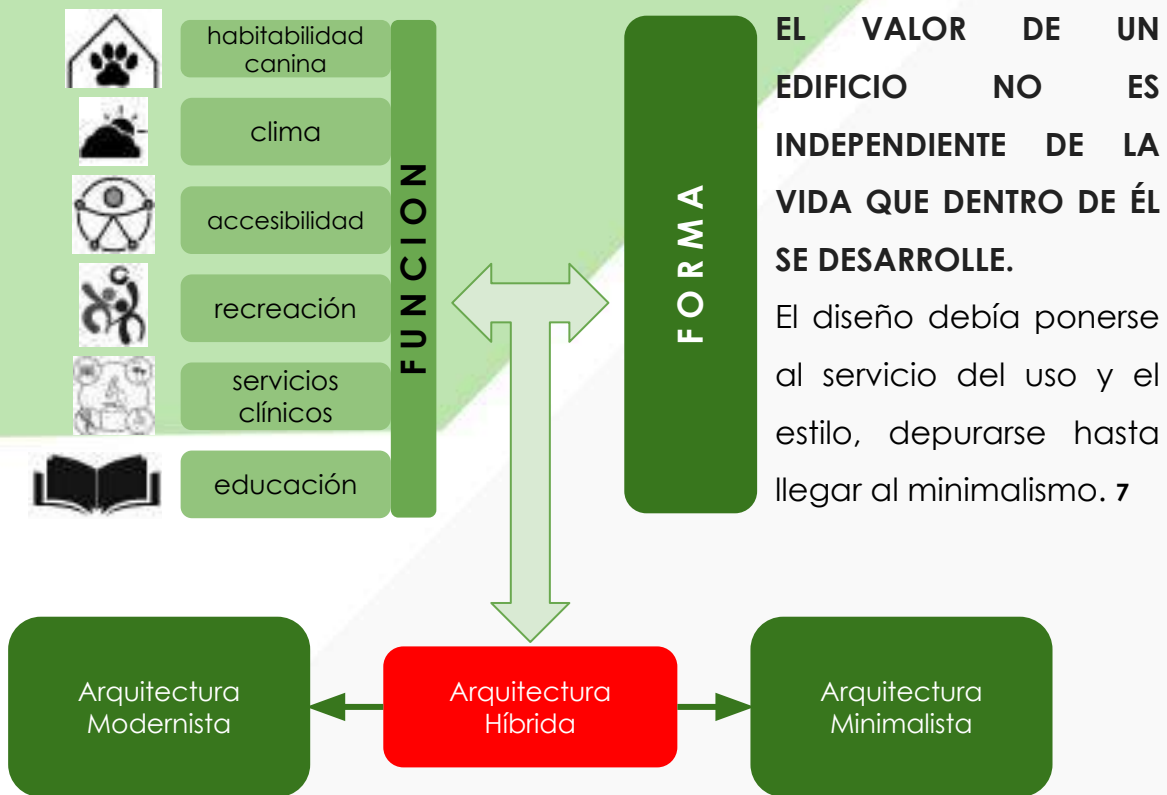 habitabilidad
canina
clima
accesibilidad
recreación
servicios
clínicos
educación
FUNCION
FORMA
EL VALOR DE UN
EDIFICIO NO ES
INDEPENDIENTE DE LA
VIDA QUE DENTRO DE ÉL
SE DESARROLLE.
El diseño debía ponerse
al servicio del uso y el
estilo, depurarse hasta
llegar al minimalismo. 7
Arquitectura
Modernista
Arquitectura
Híbrida
Arquitectura
Minimalista